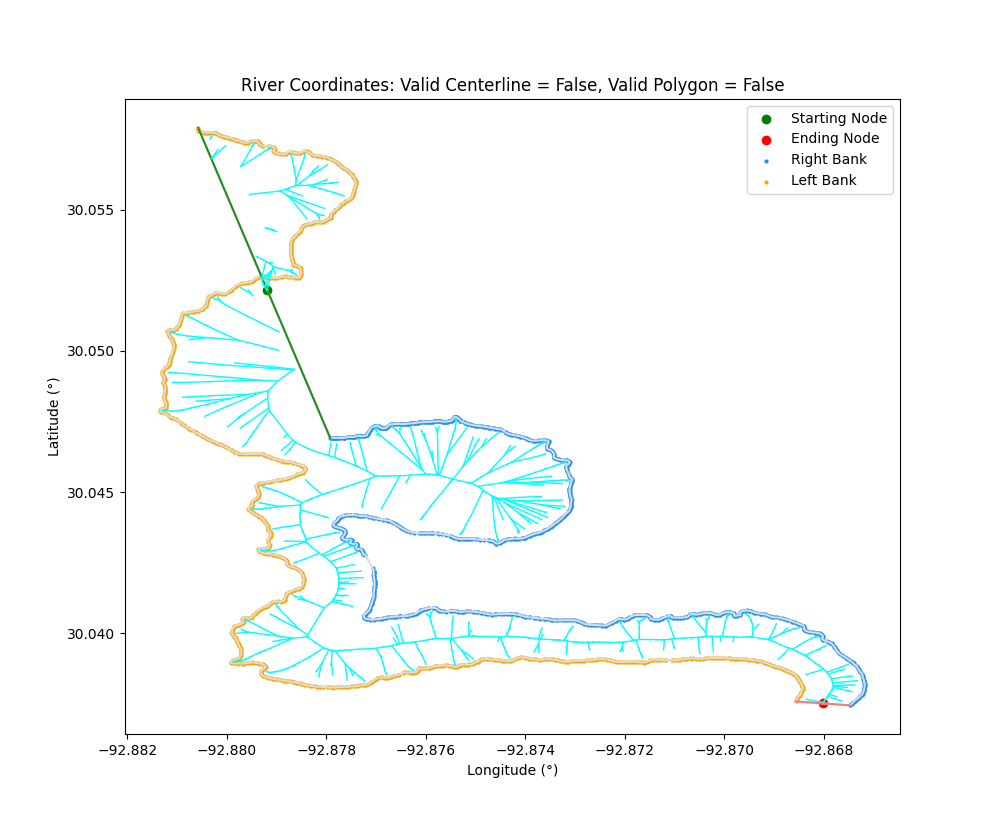 River Coordinates: Valid Centerline = False, Valid Polygon = False
Starting Node
Ending Node
Right Bank
Left Bank
30.055
30.050
30.045
30.040
Latitude (°)
−92.882 −92.880 −92.878 −92.876 −92.874 −92.872 −92.870 −92.868
Longitude (°)